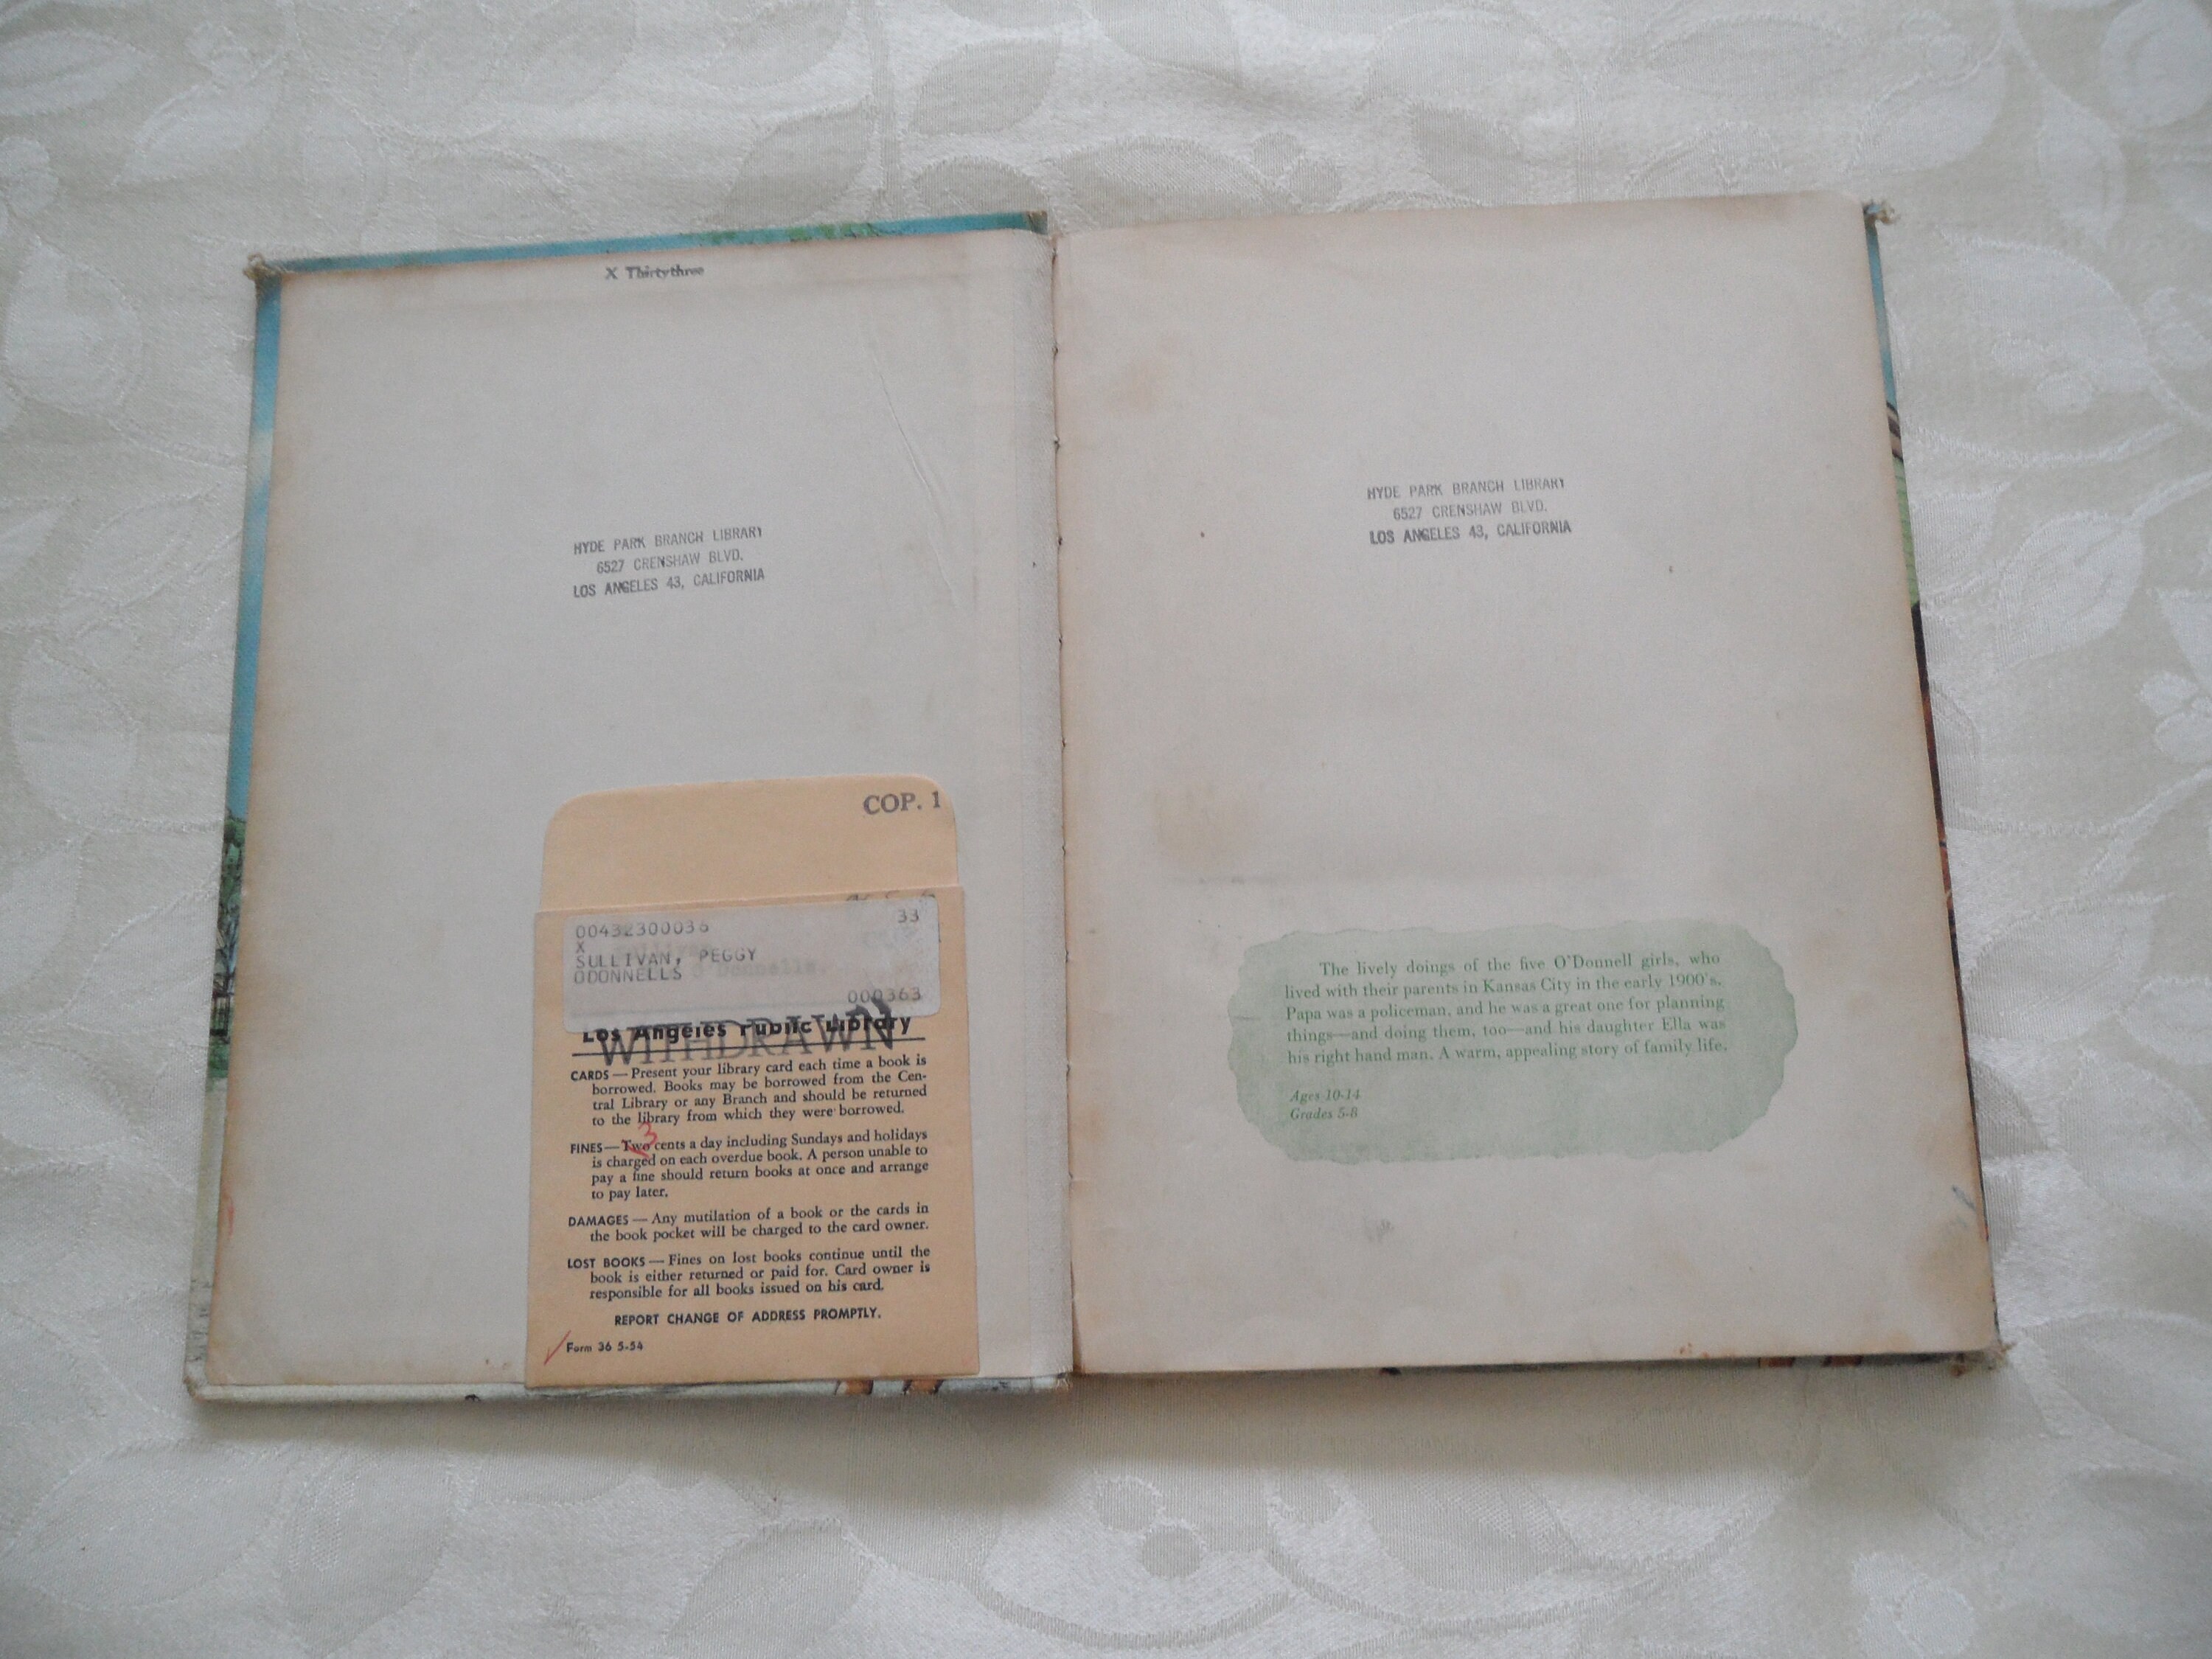 X Thirtythree
HYDE PARK BRANCH LIBRARY
6527 CRENSHAW BLVD.
LOS ANGELES 43, CALIFORNIA
COP. 1
00432300036 33
X
SULLIVAN, PEGGY
ODONNELLS
000363
Los Angeles Public Library
WITHDRAWN
CARDS — Present your library card each time a book is
borrowed. Books may be borrowed from the Cen-
tral Library or any Branch and should be returned
to the library from which they were borrowed.
3
FINES — Two cents a day including Sundays and holidays
is charged on each overdue book. A person unable to
pay a fine should return books at once and arrange
to pay later.
DAMAGES — Any mutilation of a book or the cards in
the book pocket will be charged to the card owner.
LOST BOOKS — Fines on lost books continue until the
book is either returned or paid for. Card owner is
responsible for all books issued on his card.
REPORT CHANGE OF ADDRESS PROMPTLY.
Form 36 5-54
HYDE PARK BRANCH LIBRARY
6527 CRENSHAW BLVD.
LOS ANGELES 43, CALIFORNIA
The lively doings of the five O'Donnell girls, who
lived with their parents in Kansas City in the early 1900's.
Papa was a policeman, and he was a great one for planning
things—and doing them, too—and his daughter Ella was
his right hand man. A warm, appealing story of family life.
Ages 10-14
Grades 5-8